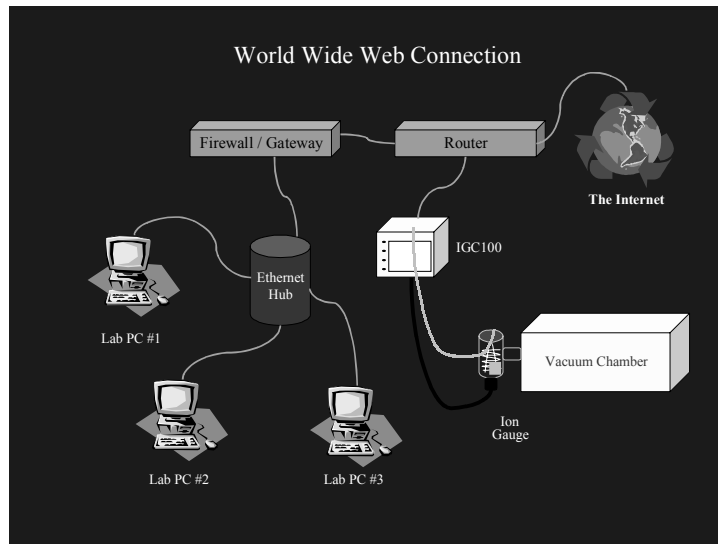 World Wide Web Connection
Firewall / Gateway
Router
The Internet
IGC100
Ethernet
Hub
Lab PC #1
Vacuum Chamber
Ion
Gauge
Lab PC #2
Lab PC #3